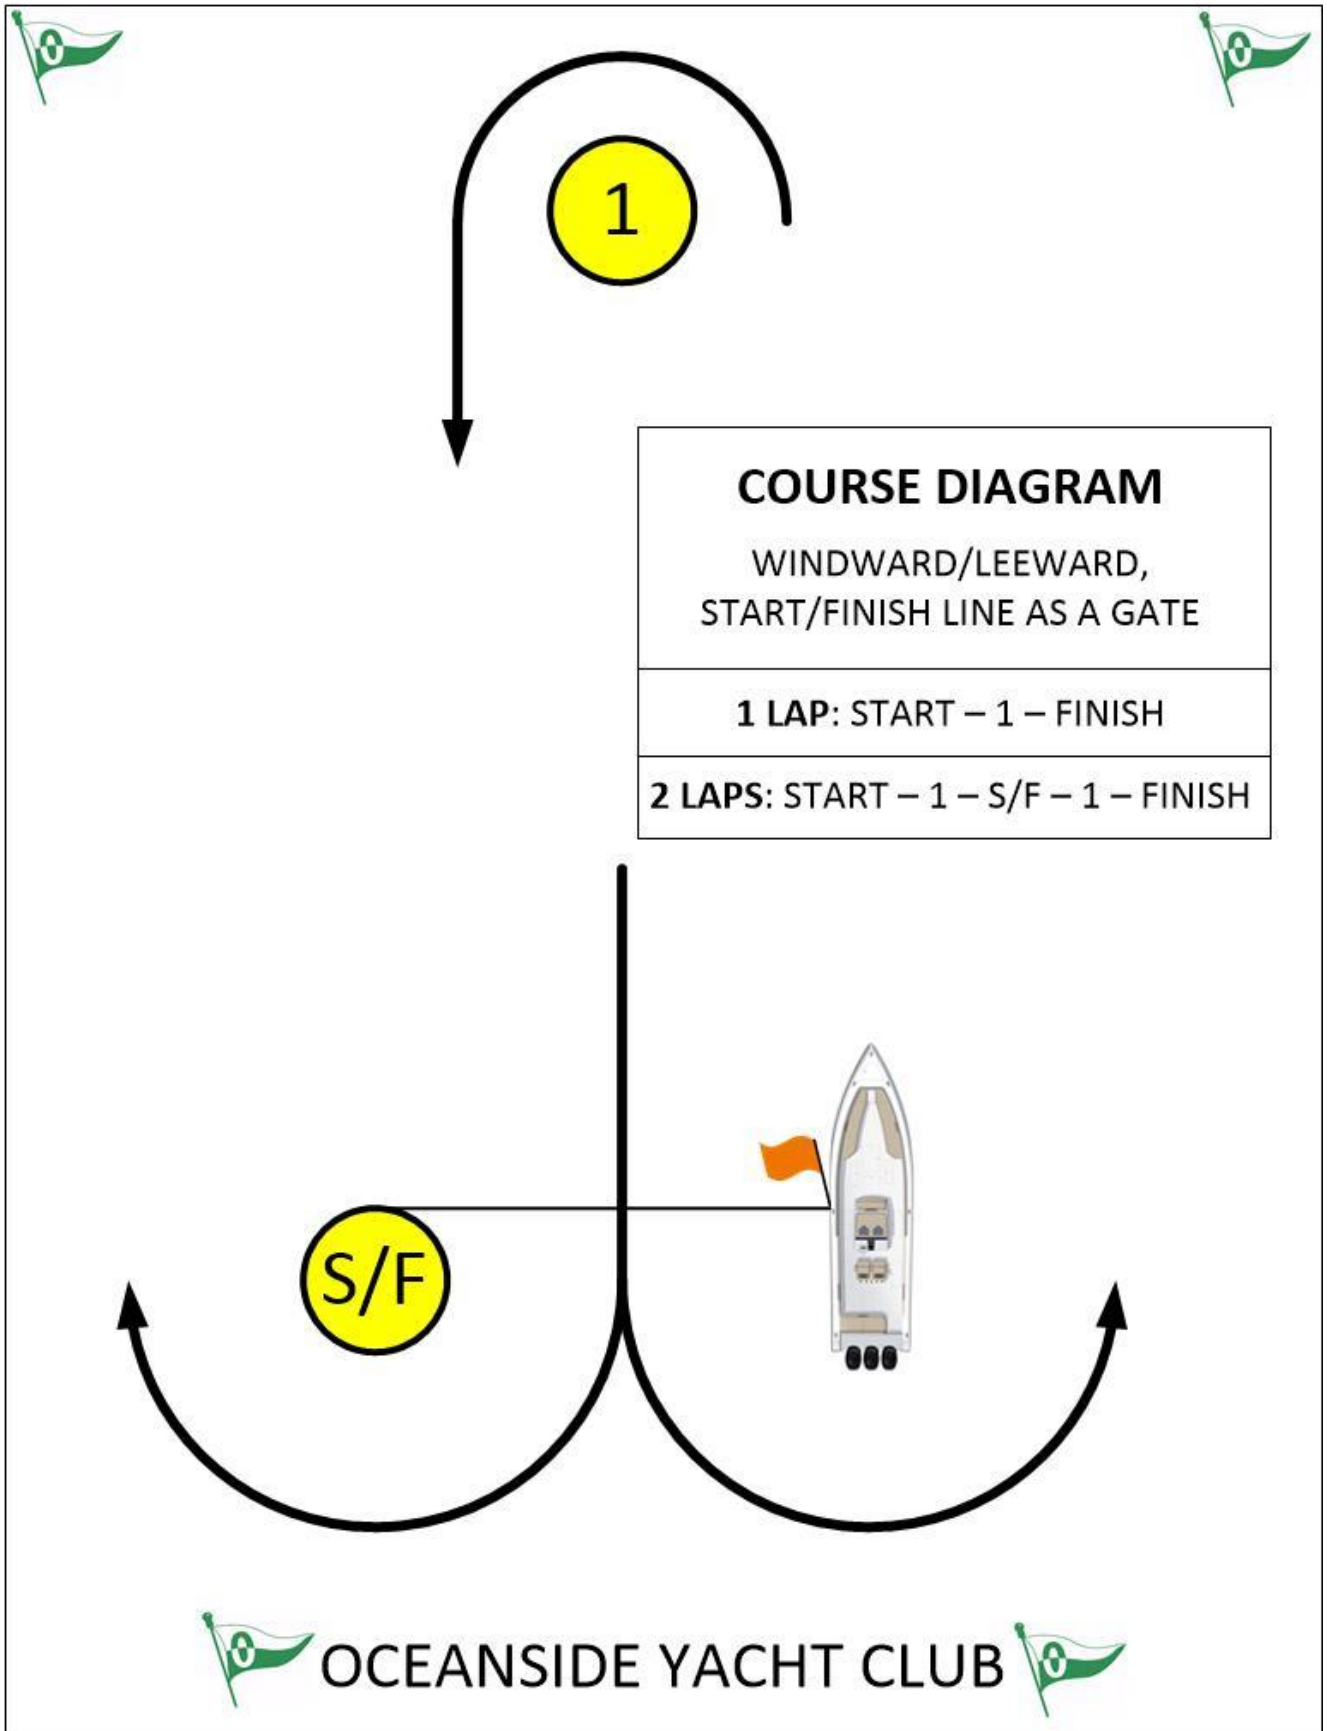 O
O
1
COURSE DIAGRAM
WINDWARD/LEEWARD,
START/FINISH LINE AS A GATE
1 LAP: START – 1 – FINISH
2 LAPS: START – 1 – S/F – 1 – FINISH
S/F
O OCEANSIDE YACHT CLUB O